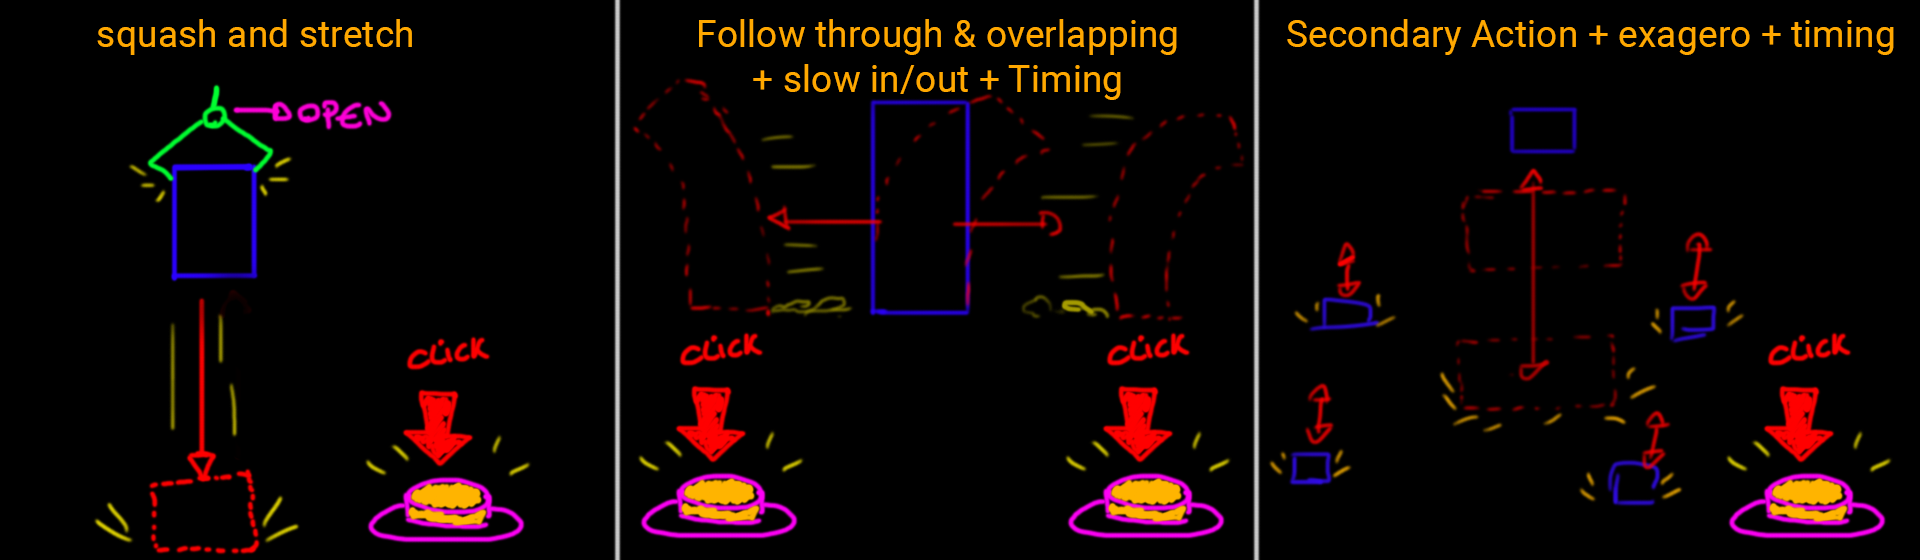 squash and stretch
OPEN
CLICK
Follow through & overlapping
+ slow in/out + Timing
CLICK
CLICK
Secondary Action + exagero + timing
CLICK